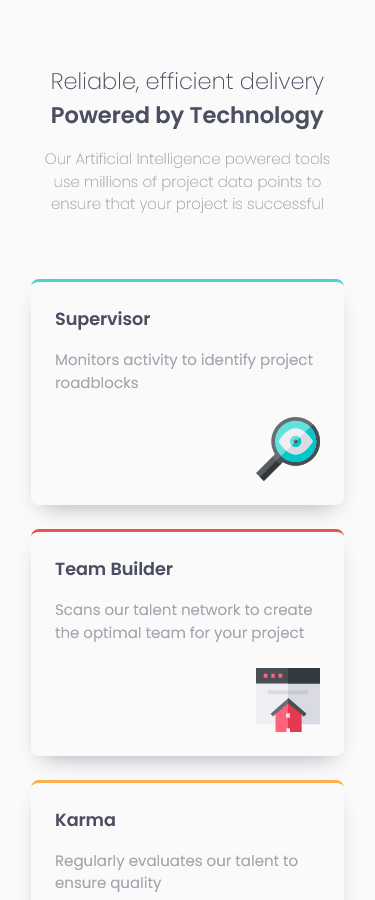 Reliable, efficient delivery
Powered by Technology
Our Artificial Intelligence powered tools
use millions of project data points to
ensure that your project is successful
Supervisor
Monitors activity to identify project
roadblocks
Team Builder
Scans our talent network to create
the optimal team for your project
Karma
Regularly evaluates our talent to
ensure quality